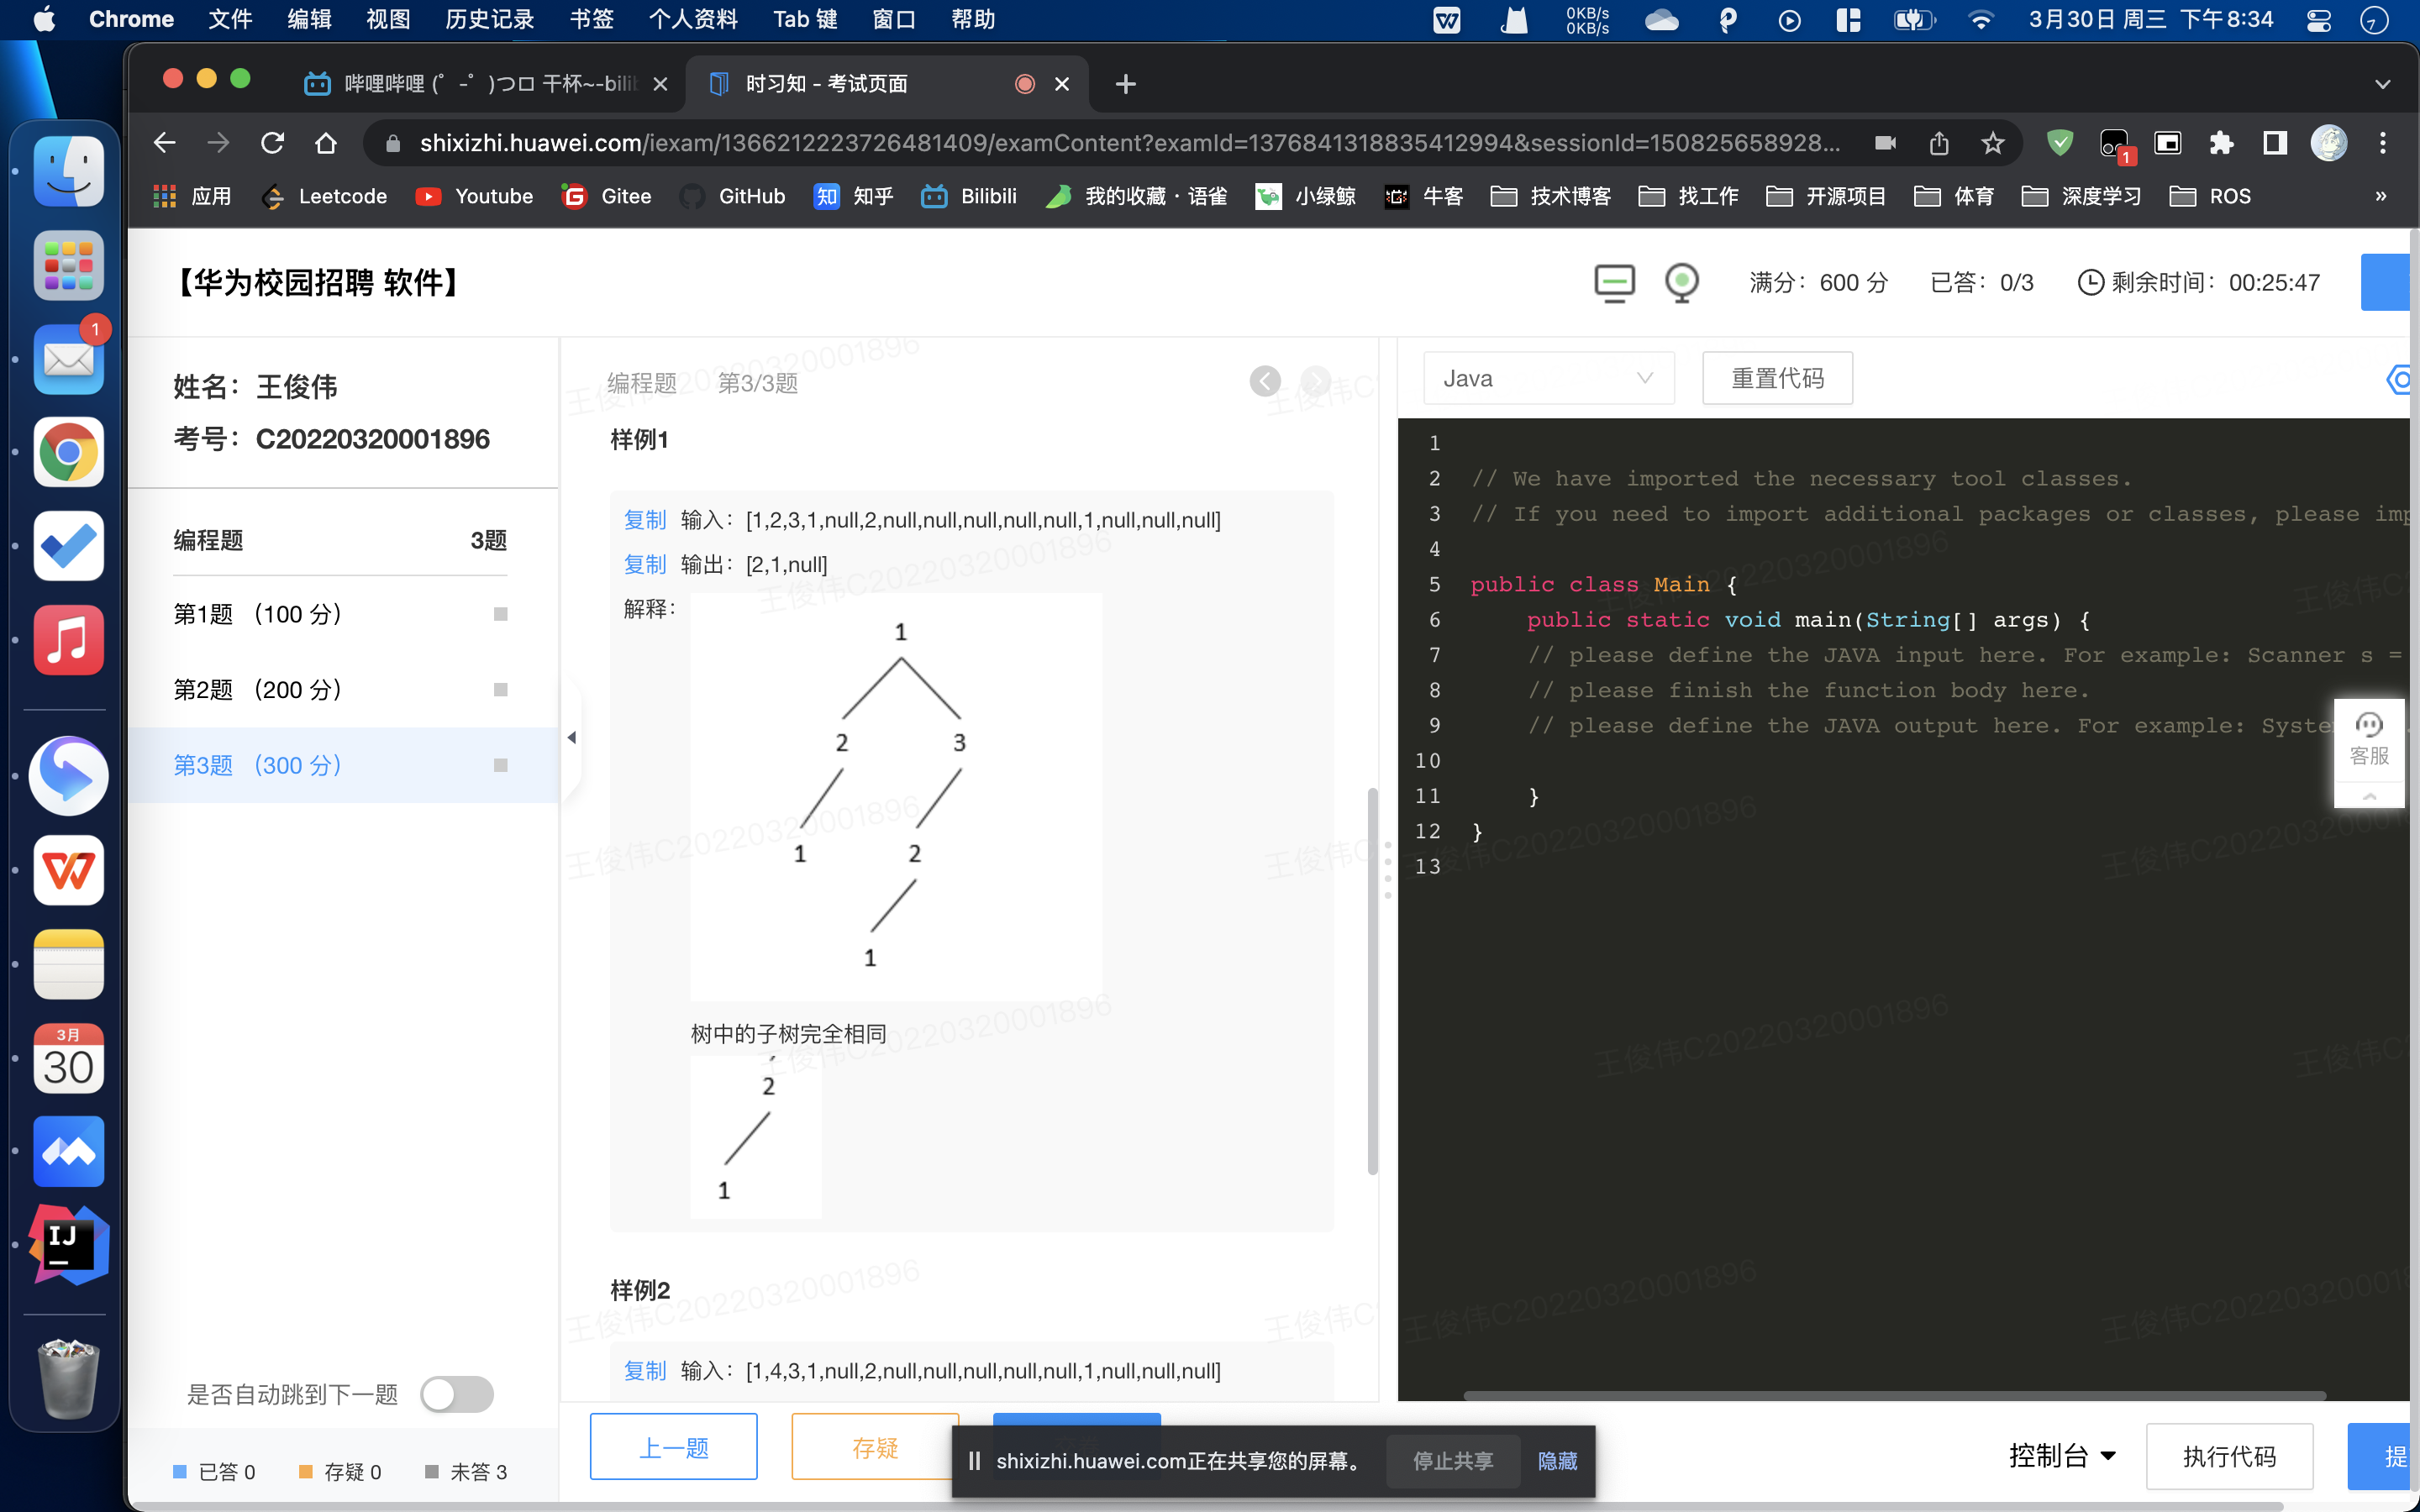 Chrome 文件 编辑 视图 历史记录 书签 个人资料 Tab 键 窗口 帮助 0KB/s 0KB/s 3月30日 周三 下午8:34
哔哩哔哩 (゜-゜)つロ 干杯~-bili 时习知 - 考试页面
shixizhi.huawei.com/iexam/1366212223726481409/examContent?examId=1376841318835412994&sessionId=150825658928... 1
应用 Leetcode Youtube Gitee GitHub 知乎 Bilibili 我的收藏 · 语雀 小绿鲸 牛客 技术博客 找工作 开源项目 体育 深度学习 ROS »
【华为校园招聘 软件】 满分：600 分 已答：0/3 剩余时间：00:25:47
姓名：王俊伟
考号：C20220320001896
编程题 3题
第1题 （100 分）
第2题 （200 分）
第3题 （300 分）
是否自动跳到下一题
已答 0 存疑 0 未答 3
编程题 第3/3题
样例1
复制 输入：[1,2,3,1,null,2,null,null,null,null,null,1,null,null,null]
复制 输出：[2,1,null]
解释：
1
2 3
1 2
1
树中的子树完全相同
2
1
样例2
复制 输入：[1,4,3,1,null,2,null,null,null,null,null,1,null,null,null]
上一题 存疑
shixizhi.huawei.com正在共享您的屏幕。 停止共享 隐藏
Java 重置代码
1
2 // We have imported the necessary tool classes.
3 // If you need to import additional packages or classes, please imp
4
5 public class Main {
6 public static void main(String[] args) {
7 // please define the JAVA input here. For example: Scanner s =
8 // please finish the function body here.
9 // please define the JAVA output here. For example: Syste
10
11 }
12 }
13
客服
控制台 执行代码 提
1
3月
30
IJ
王俊伟C20220320001896